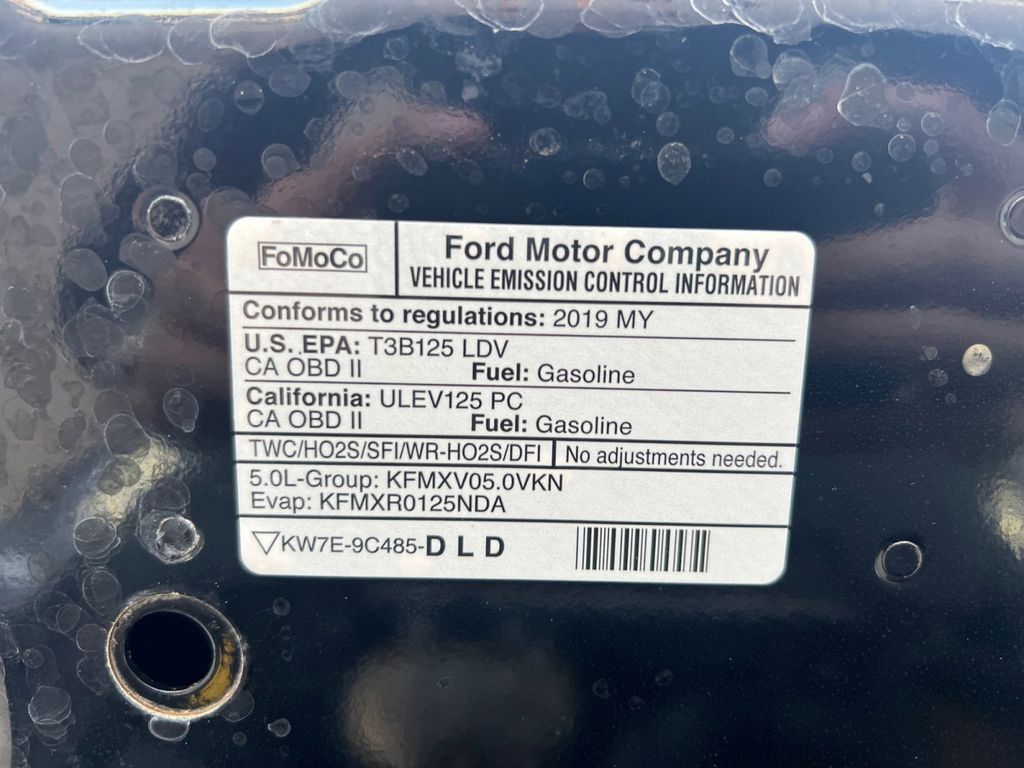 FoMoCo
Ford Motor Company
VEHICLE EMISSION CONTROL INFORMATION
Conforms to regulations: 2019 MY
U.S. EPA: T3B125 LDV
CA OBD II Fuel: Gasoline
California: ULEV125 PC
CA OBD II Fuel: Gasoline
TWC/HO2S/SFI/WR-HO2S/DFI No adjustments needed.
5.0L-Group: KFMXV05.0VKN
Evap: KFMXR0125NDA
KW7E-9C485-DLD